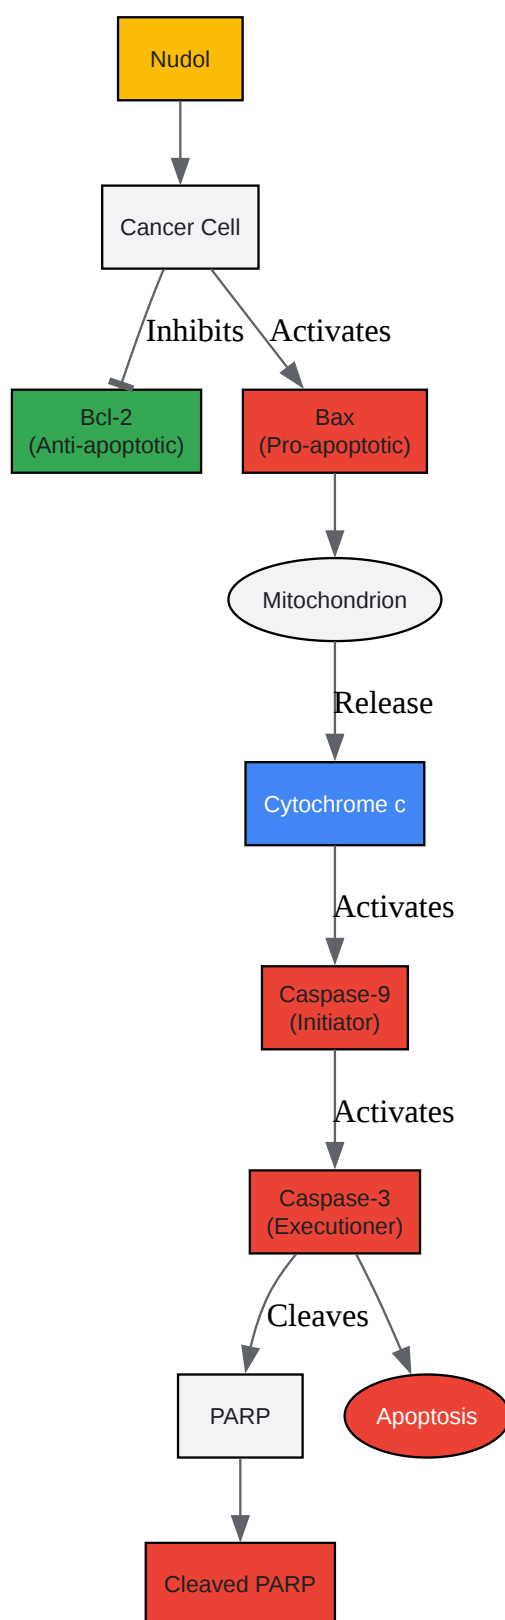 Nudol
Cancer Cell
Inhibits
Activates
Bcl-2
(Anti-apoptotic)
Bax
(Pro-apoptotic)
Mitochondrion
Release
Cytochrome c
Activates
Caspase-9
(Initiator)
Activates
Caspase-3
(Executioner)
Cleaves
PARP
Apoptosis
Cleaved PARP